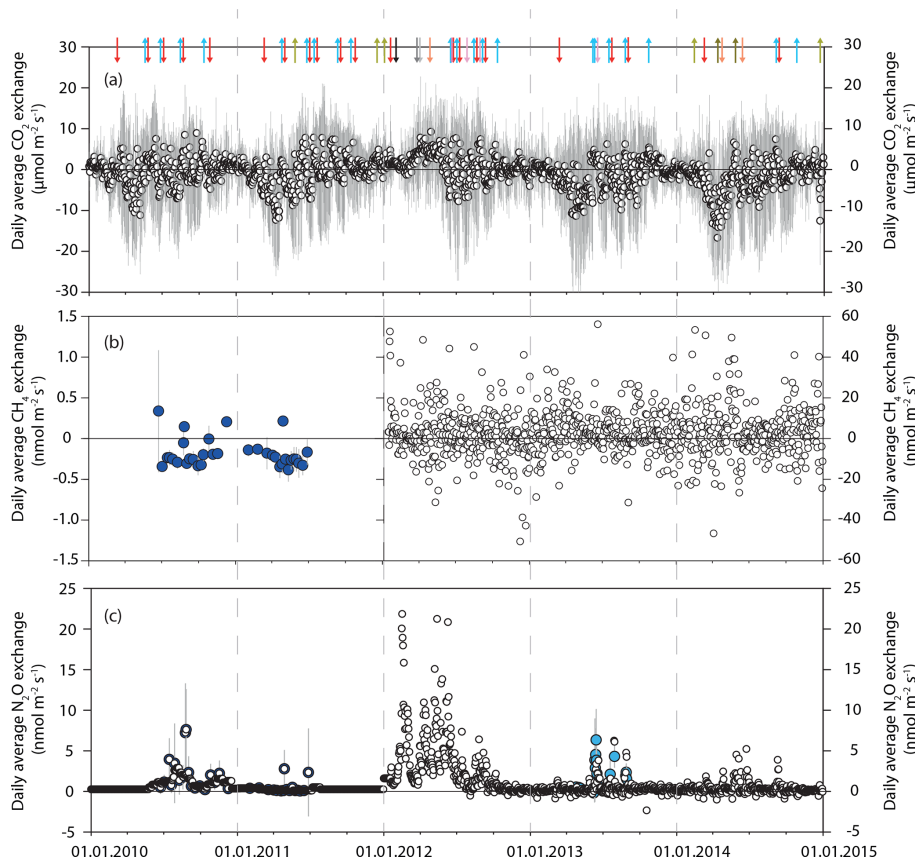 (a)
Daily average CO2 exchange
(µmol m-2 s-1)
30
20
10
0
-10
-20
-30
30
20
10
0
-10
-20
-30
Daily average CO2 exchange
(umol m-2 s-1)
(b)
Daily average CH4 exchange
(nmol m-2 s-1)
1.5
1.0
0.5
0
-0.5
-1.0
-1.5
60
40
20
0
-20
-40
-60
Daily average CH4 exchange
(nmol m-2 s-1)
(c)
Daily average N2O exchange
(nmol m-2 s-1)
25
20
15
10
5
0
-5
25
20
15
10
5
0
-5
Daily average N2O exchange
(nmol m-2 s-1)
01.01.2010 01.01.2011 01.01.2012 01.01.2013 01.01.2014 01.01.2015